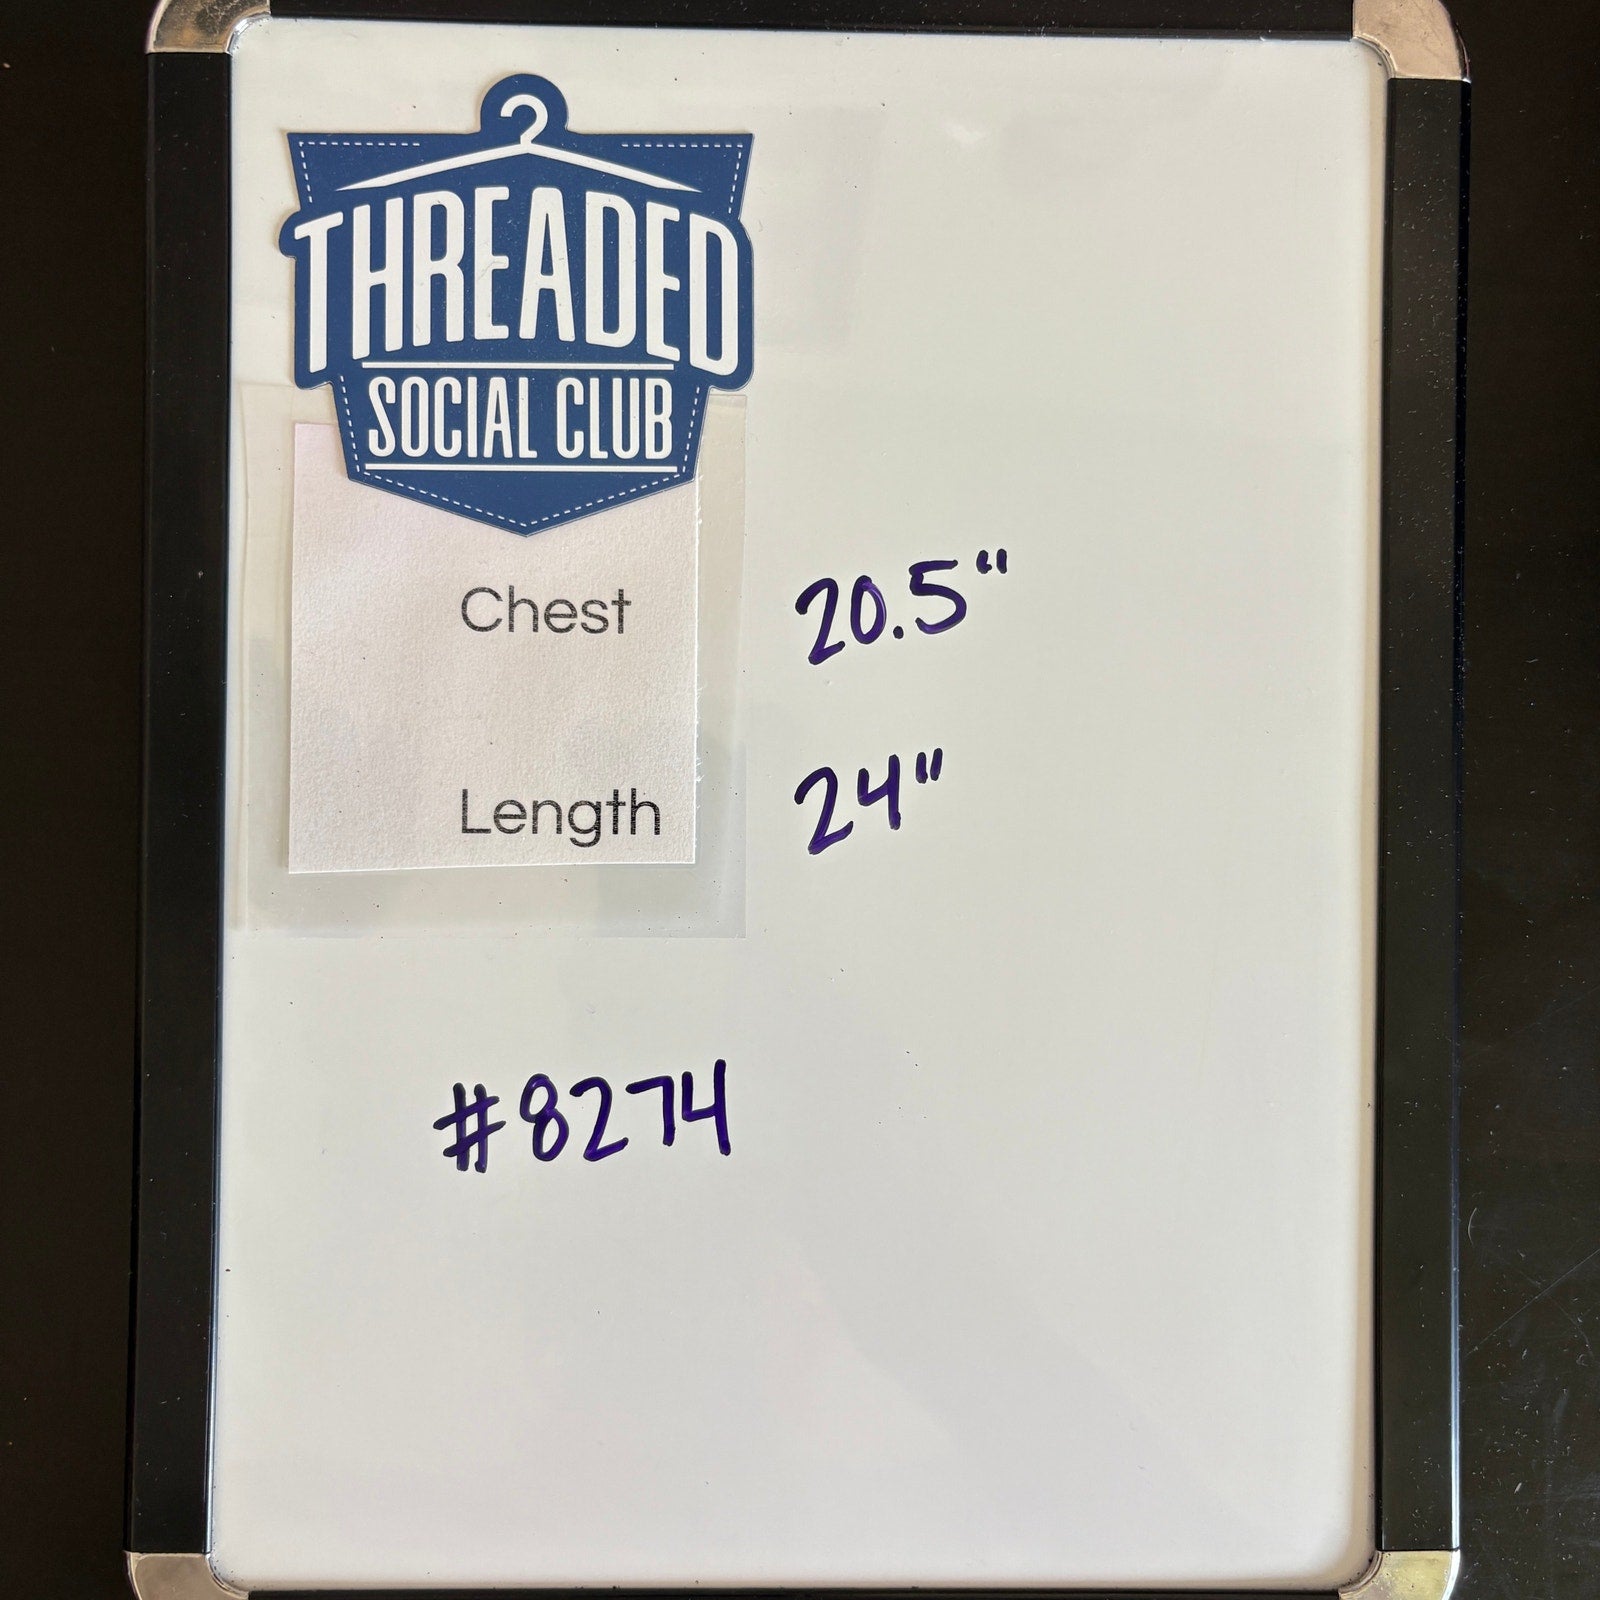 THREADED
SOCIAL CLUB
Chest 20.5"
Length 24"
#8274